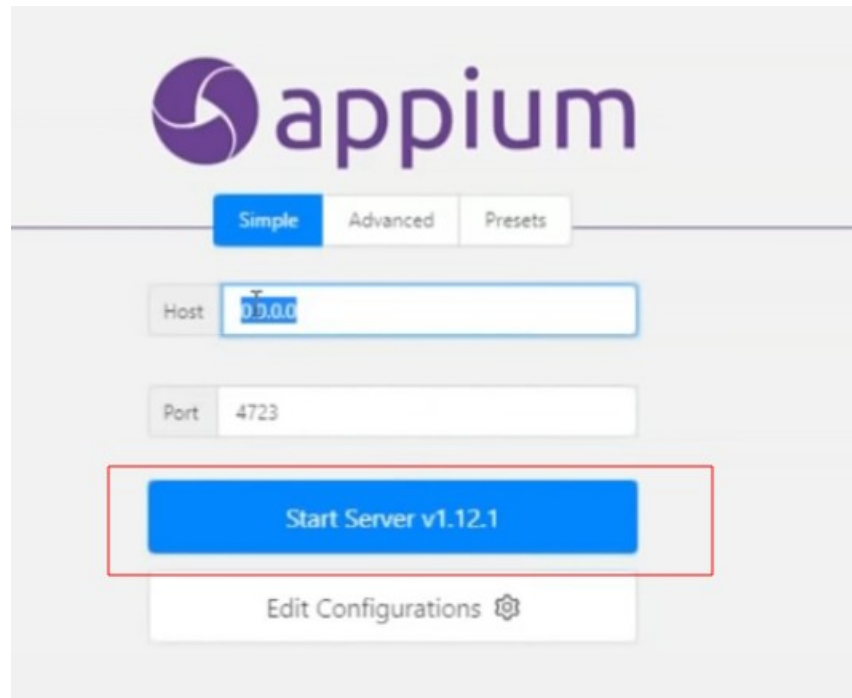 appium
Simple Advanced Presets
Host 0.0.0.0
Port 4723
Start Server v1.12.1
Edit Configurations